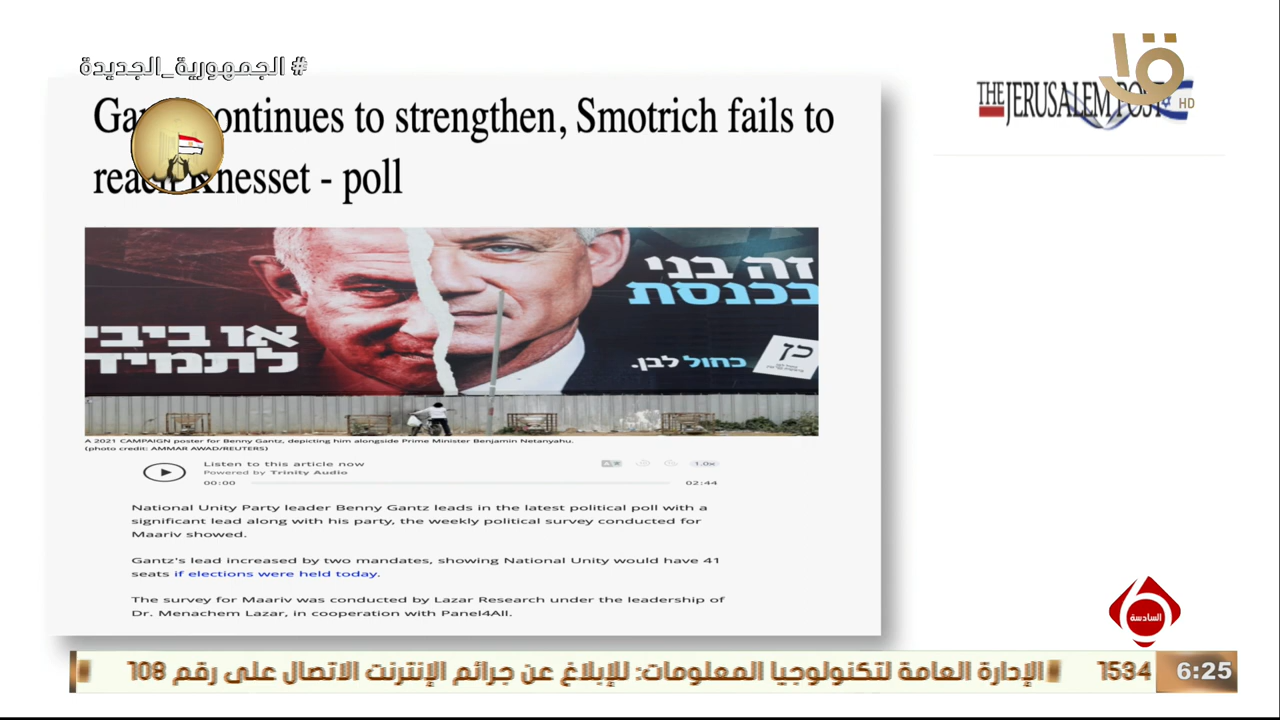 # الجمهورية_الجديدة
HD
THE JERUSALEM POST
continues to strengthen, Smotrich fails to
Knesset - poll
זה בני
בכנסת
או ביבי
לתמיד
כחול לבן.
כן
A 2021 CAMPAIGN poster for Benny Gantz, depicting him alongside Prime Minister Benjamin Netanyahu.
(photo credit: AMMAR AWAD/REUTERS)
Listen to this article now
Powered by Trinity Audio
1.0x
00:00 02:44
National Unity Party leader Benny Gantz leads in the latest political poll with a
significant lead along with his party, the weekly political survey conducted for
Maariv showed.
Gantz's lead increased by two mandates, showing National Unity would have 41
seats if elections were held today.
The survey for Maariv was conducted by Lazar Research under the leadership of
Dr. Menachem Lazar, in cooperation with Panel4All.
السادسة
الإدارة العامة لتكنولوجيا المعلومات: للإبلاغ عن جرائم الإنترنت الاتصال على رقم 108
1534
6:25